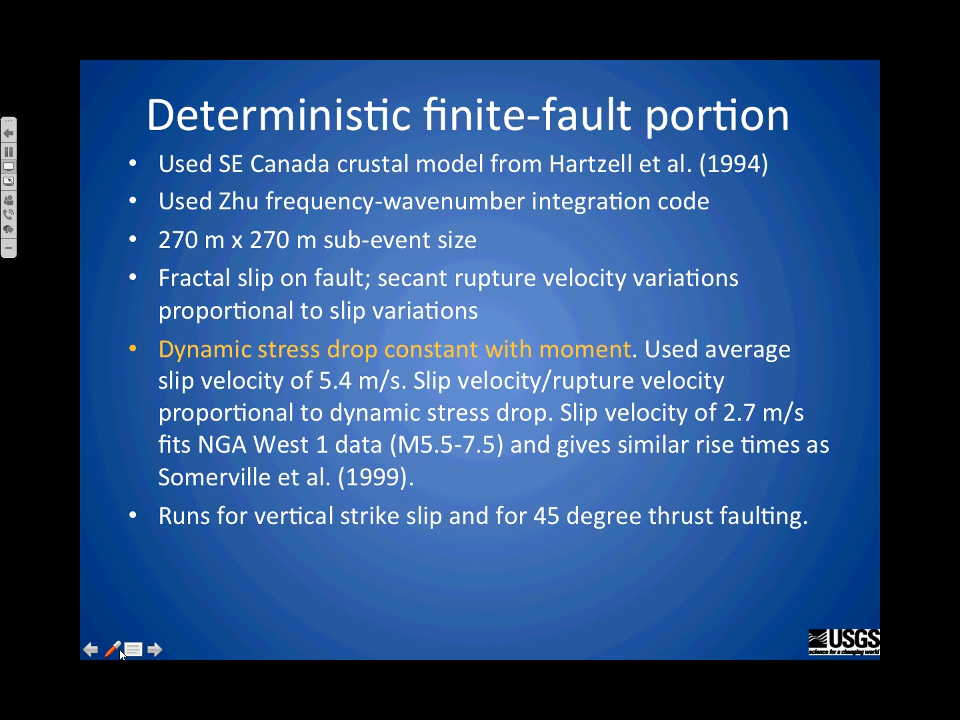 Deterministic finite-fault portion
• Used SE Canada crustal model from Hartzell et al. (1994)
• Used Zhu frequency-wavenumber integration code
• 270 m x 270 m sub-event size
• Fractal slip on fault; secant rupture velocity variations
proportional to slip variations
• Dynamic stress drop constant with moment. Used average
slip velocity of 5.4 m/s. Slip velocity/rupture velocity
proportional to dynamic stress drop. Slip velocity of 2.7 m/s
fits NGA West 1 data (M5.5-7.5) and gives similar rise times as
Somerville et al. (1999).
• Runs for vertical strike slip and for 45 degree thrust faulting.
USGS
science for a changing world